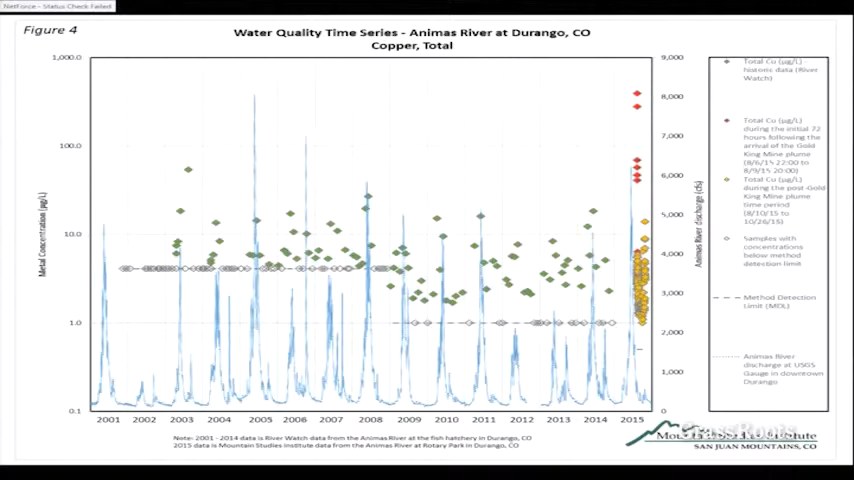 NetForce - Status Check Failed
Figure 4
Water Quality Time Series - Animas River at Durango, CO
Copper, Total
1,000.0
100.0
10.0
1.0
0.1
Metal Concentration (µg/L)
2001 2002 2003 2004 2005 2006 2007 2008 2009 2010 2011 2012 2013 2014 2015
9,000
8,000
7,000
6,000
5,000
4,000
3,000
2,000
1,000
0
Animas River discharge (cfs)
Total Cu (µg/L) -
historic data (River
Watch)
Total Cu (µg/L)
during the initial 72
hours following the
arrival of the Gold
King Mine plume
(8/6/15 22:00 to
8/9/15 20:00)
Total Cu (µg/L)
during the post-Gold
King Mine plume
time period
(8/10/15 to
10/26/15)
Samples with
concentrations
below method
detection limit
Method Detection
Limit (MDL)
Animas River
discharge at USGS
Gauge in downtown
Durango
Note: 2001 - 2014 data is River Watch data from the Animas River at the fish hatchery in Durango, CO
2015 data is Mountain Studies Institute data from the Animas River at Rotary Park in Durango, CO
Mountain Studies Institute
SAN JUAN MOUNTAINS, CO
GrassRoots